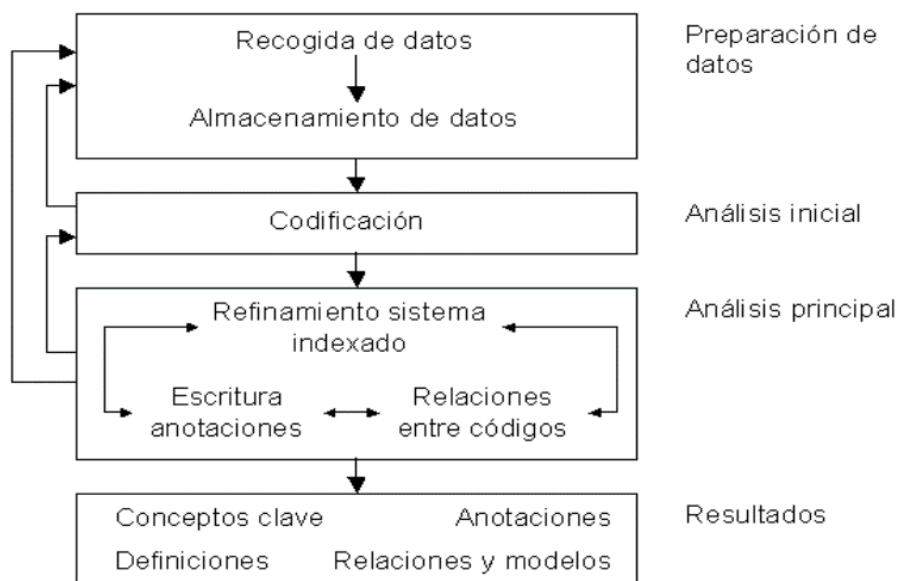 Recogida de datos
Preparación de
datos
Almacenamiento de datos
Codificación
Análisis inicial
Refinamiento sistema
indexado
Análisis principal
Escritura
anotaciones
Relaciones
entre códigos
Conceptos clave
Anotaciones
Resultados
Definiciones
Relaciones y modelos